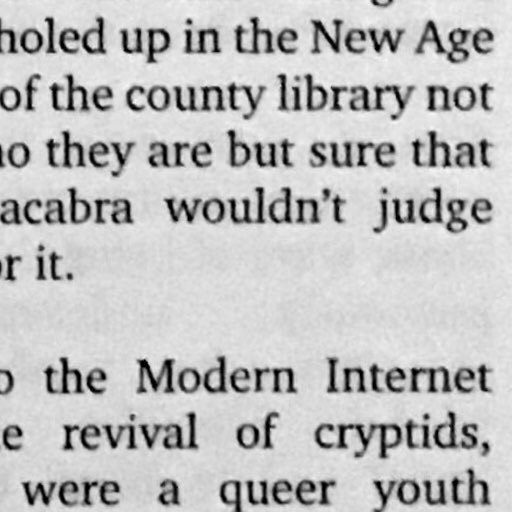 holed up in the New Age
of the county library not
they are but sure that
wouldn't judge
it.
the Modern Internet
revival of cryptids,
were a queer youth